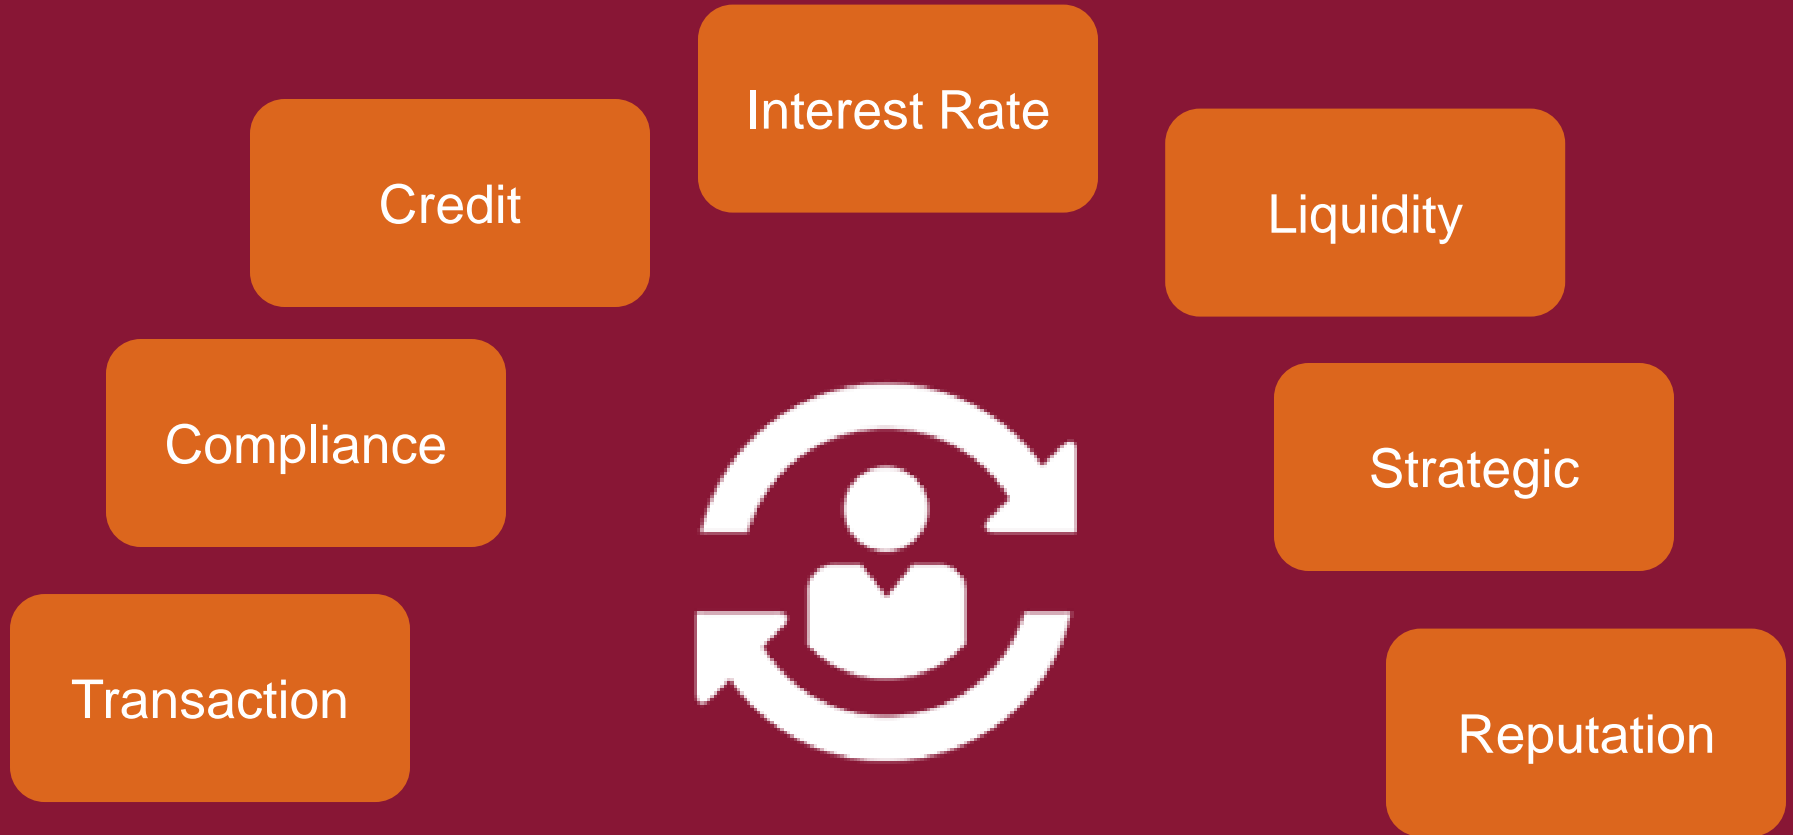 Interest Rate
Credit
Liquidity
Compliance
Strategic
Transaction
Reputation